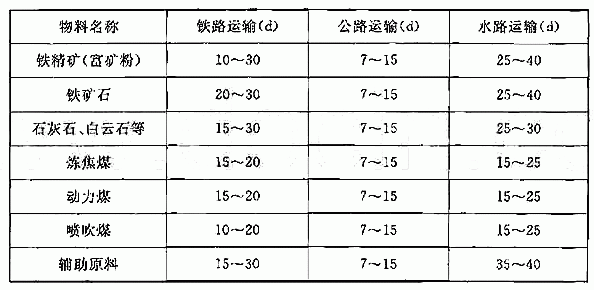 物料名称 铁路运输(d) 公路运输(d) 水路运输(d)
铁精矿(富矿粉) 10~30 7~15 25~40
铁矿石 20~30 7~15 25~40
石灰石、白云石等 15~30 7~15 25~30
炼焦煤 15~20 7~15 15~25
动力煤 15~20 7~15 15~25
喷吹煤 10~20 7~15 15~25
辅助原料 15~30 7~15 35~40